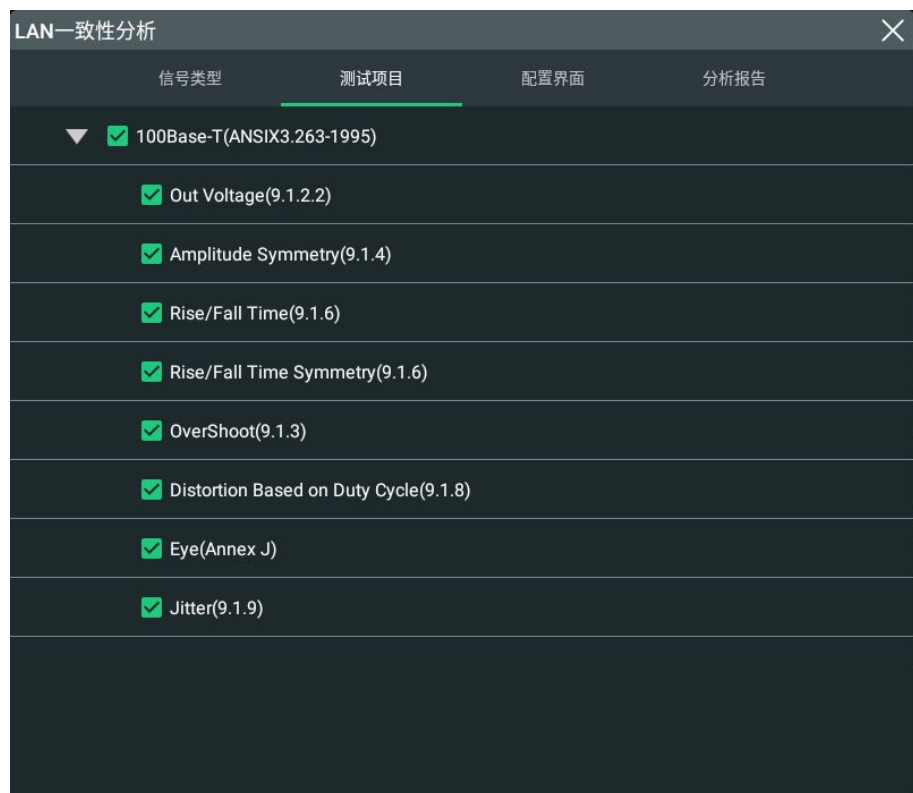 LAN一致性分析
信号类型 测试项目 配置界面 分析报告
100Base-T(ANSIX3.263-1995)
Out Voltage(9.1.2.2)
Amplitude Symmetry(9.1.4)
Rise/Fall Time(9.1.6)
Rise/Fall Time Symmetry(9.1.6)
OverShoot(9.1.3)
Distortion Based on Duty Cycle(9.1.8)
Eye(Annex J)
Jitter(9.1.9)